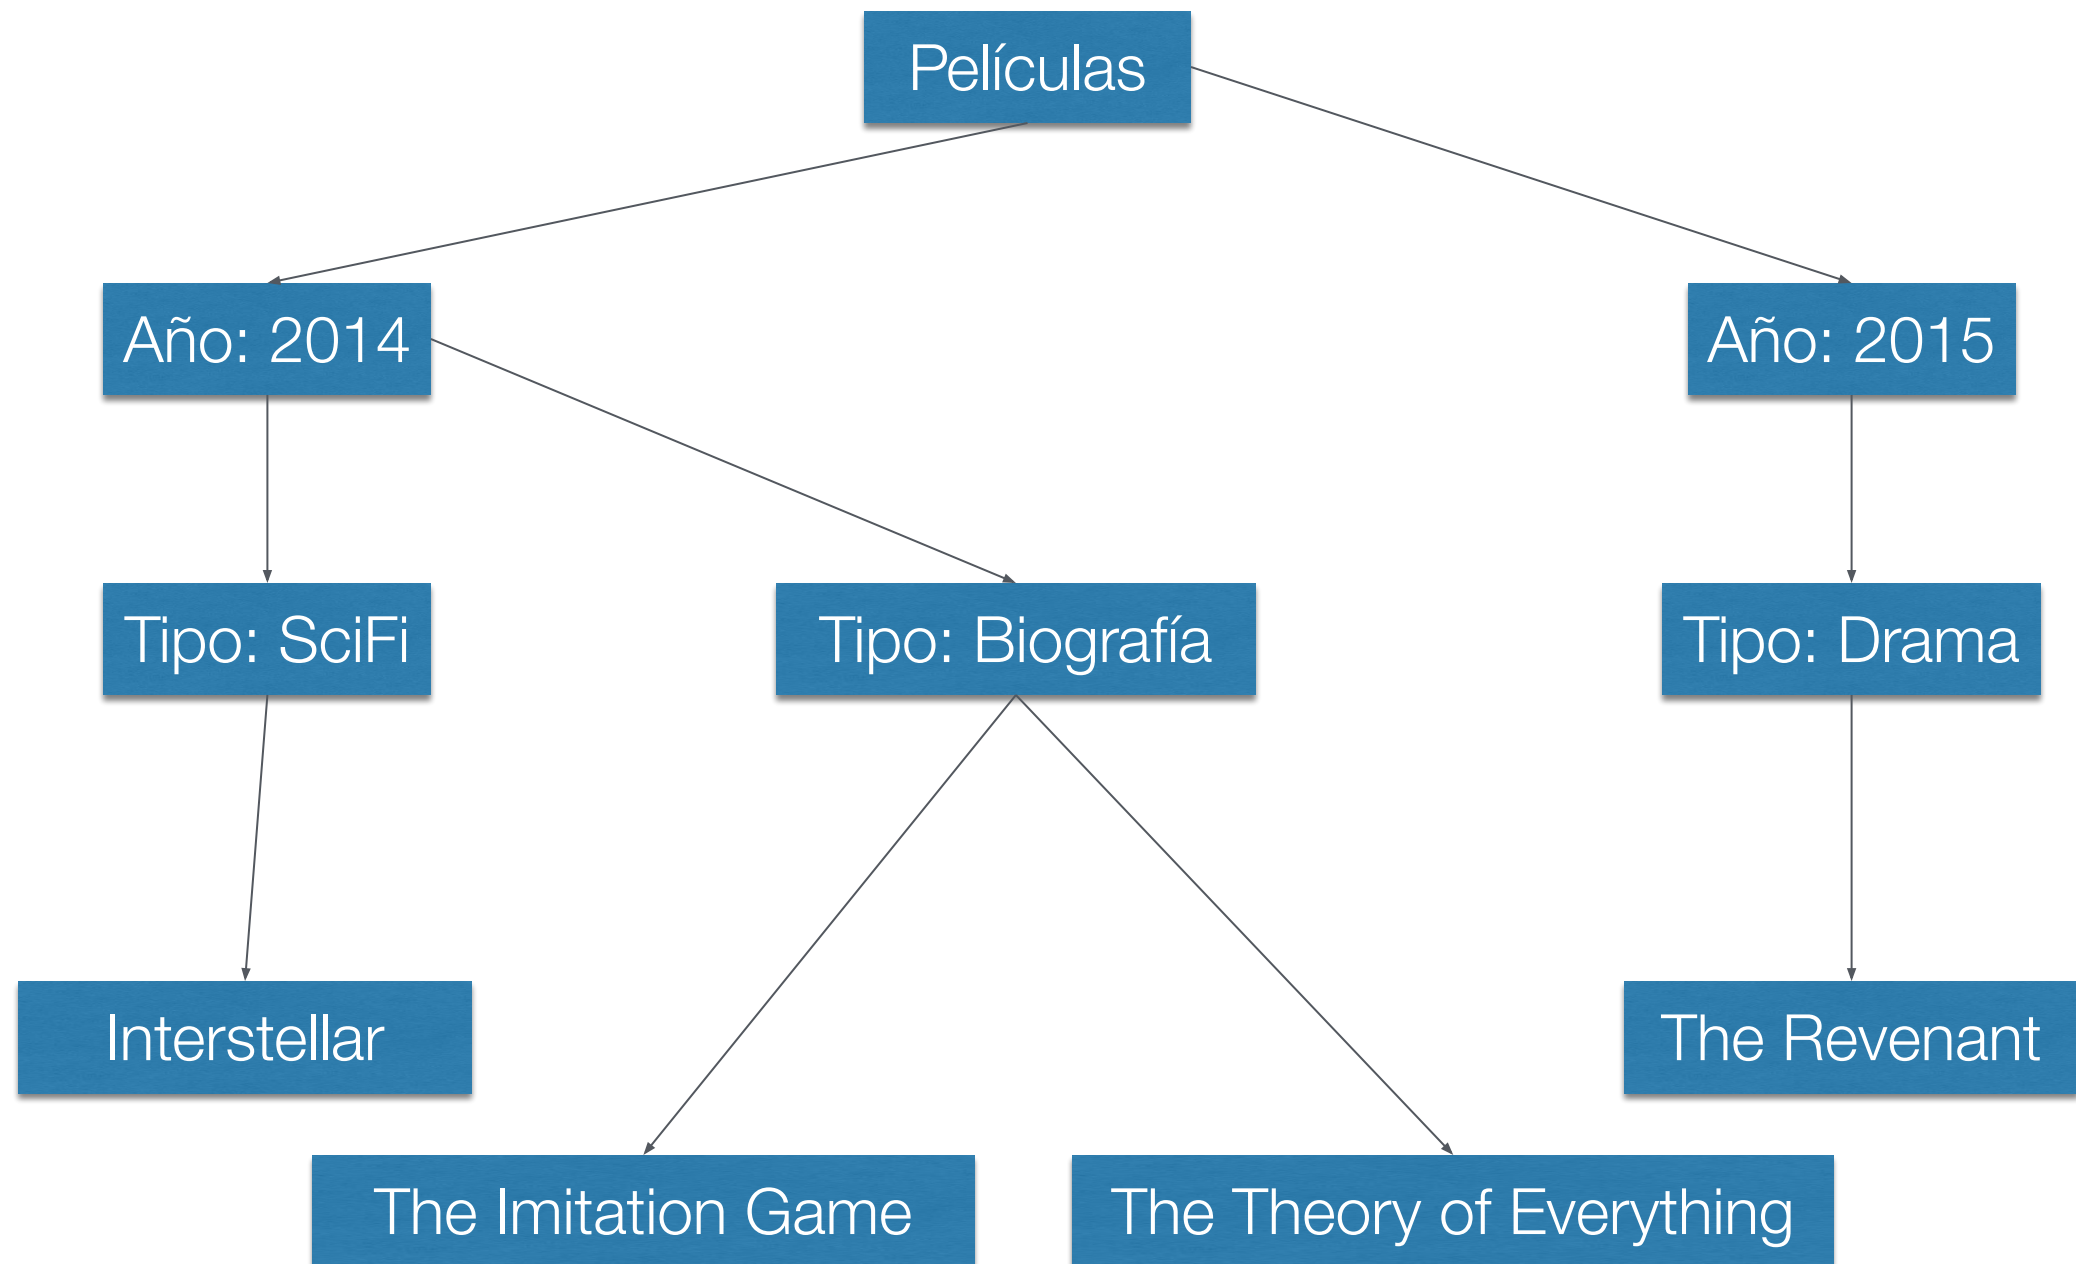 Películas
Año: 2014
Año: 2015
Tipo: SciFi
Tipo: Biografía
Tipo: Drama
Interstellar
The Revenant
The Imitation Game
The Theory of Everything